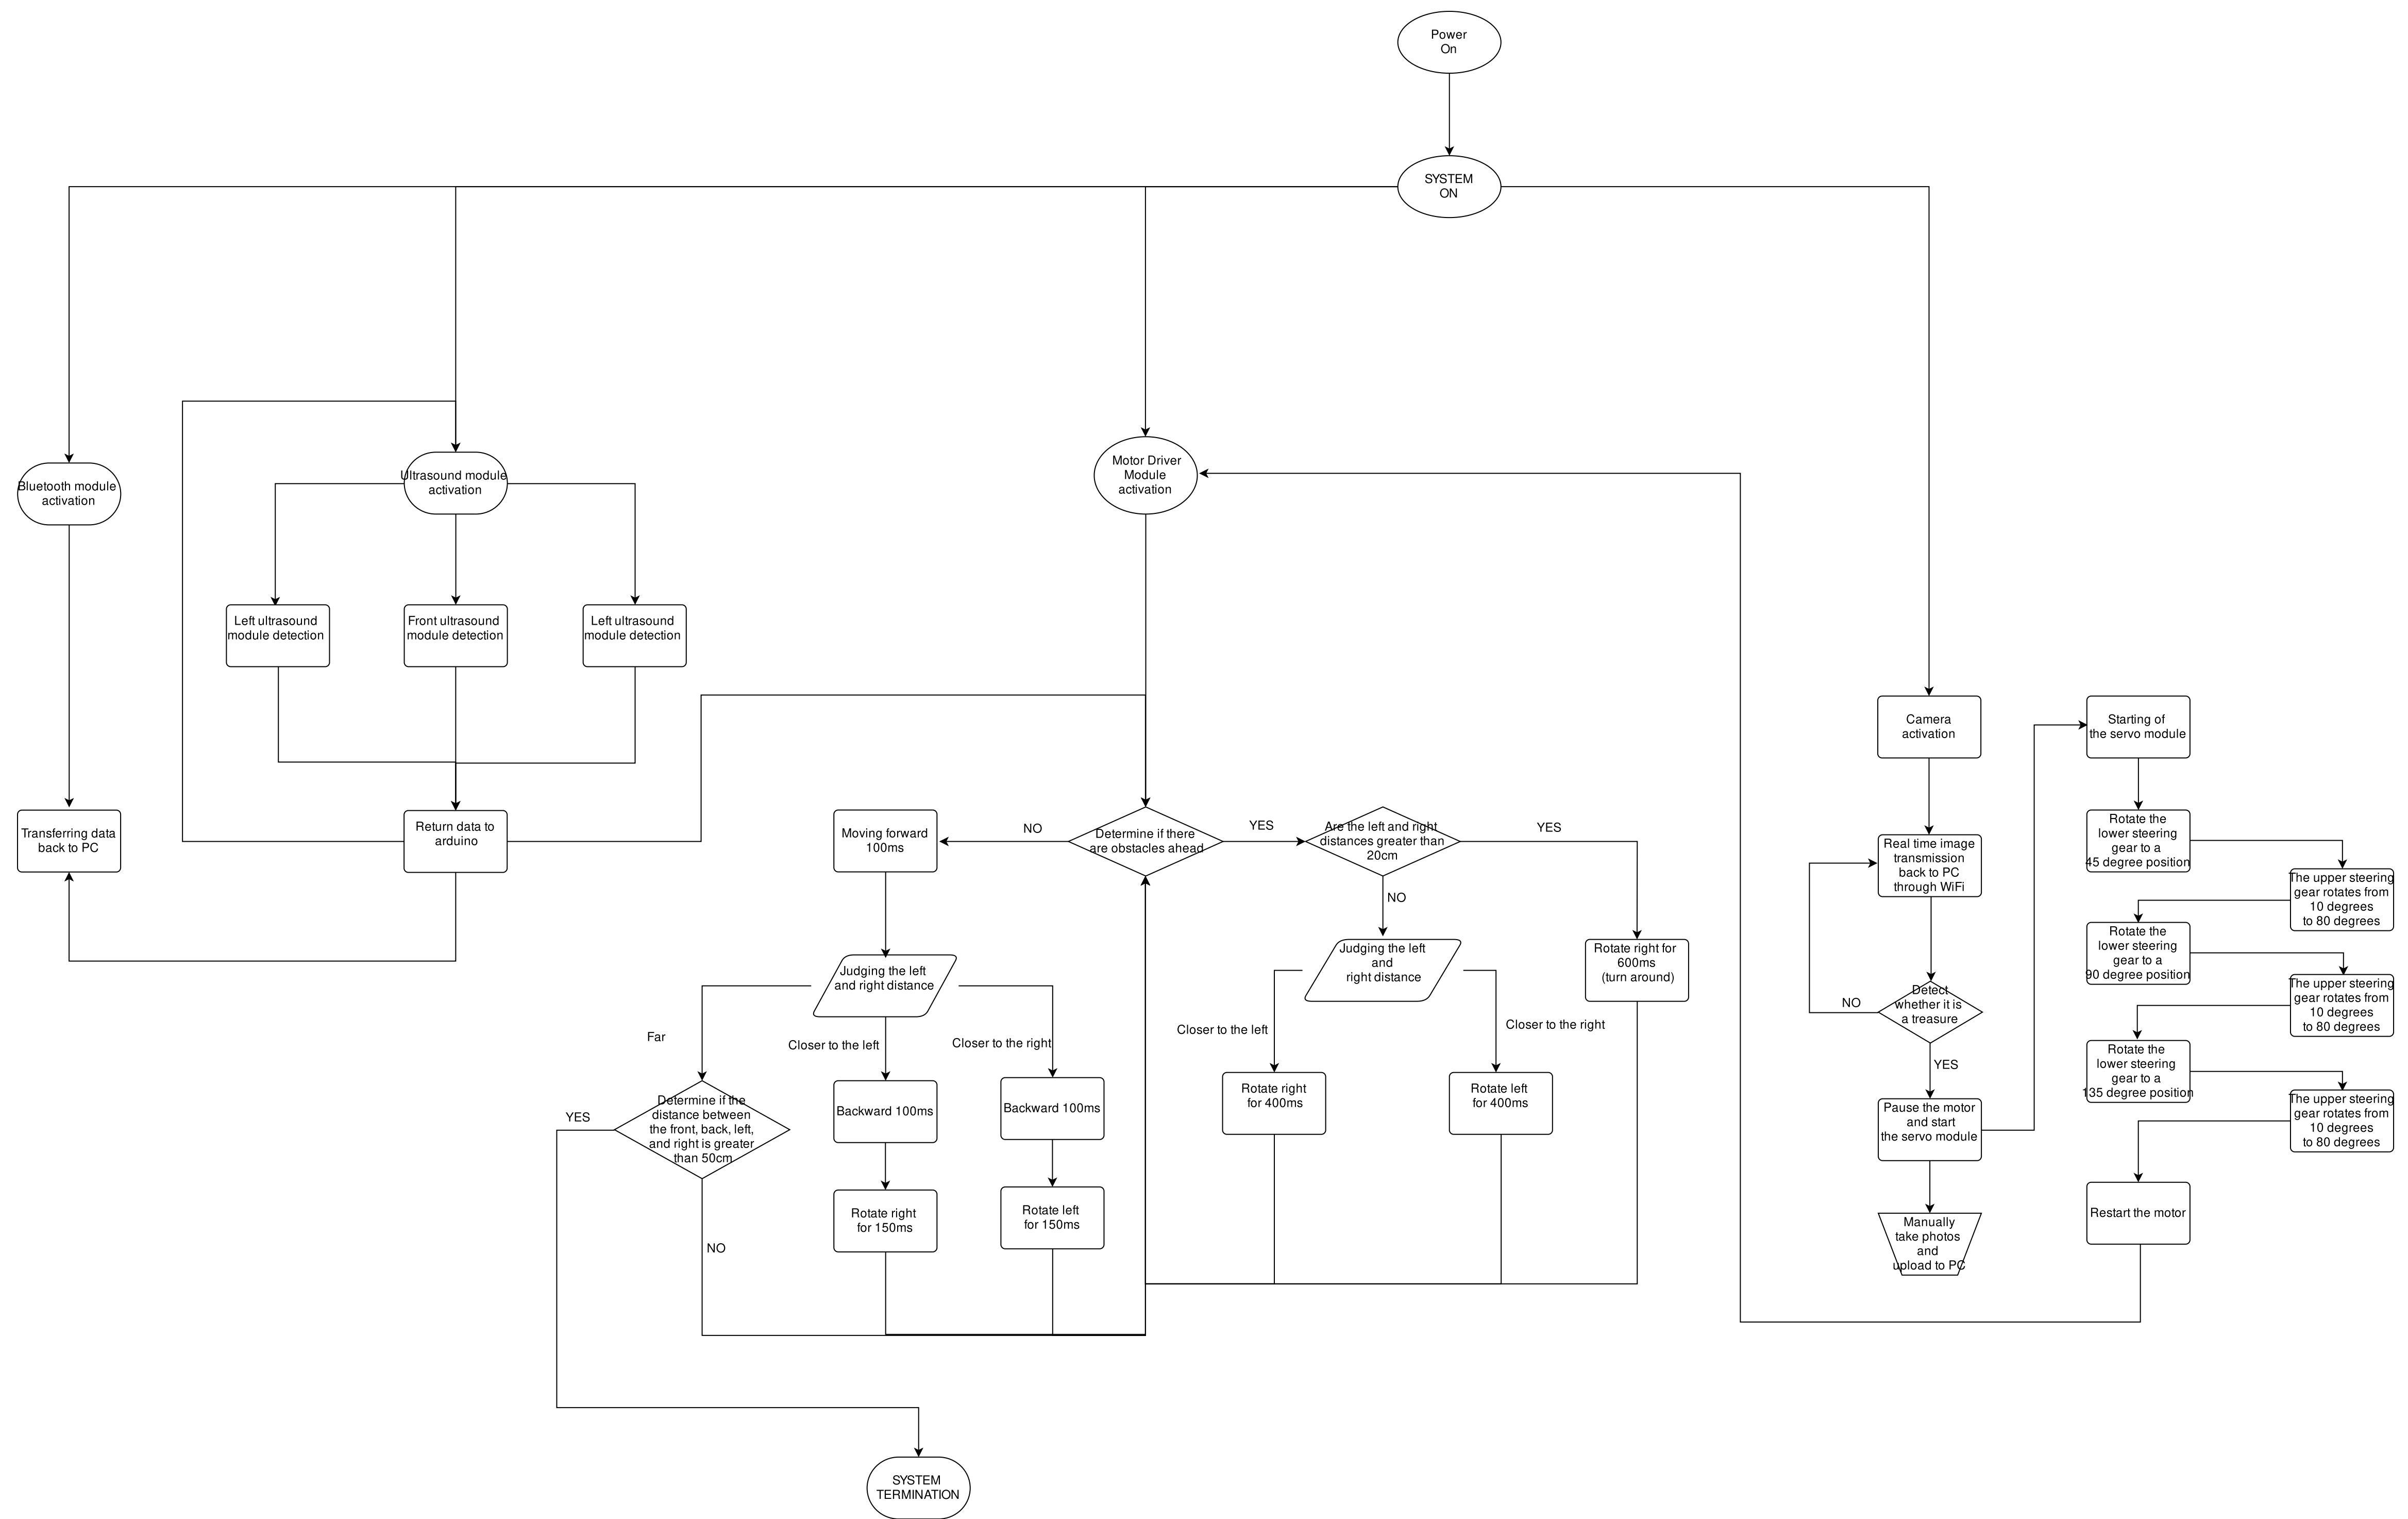 Power
On
SYSTEM
ON
Bluetooth module
activation
Ultrasound module
activation
Motor Driver
Module
activation
Left ultrasound
module detection
Front ultrasound
module detection
Left ultrasound
module detection
Transferring data
back to PC
Return data to
arduino
Moving forward
100ms
NO
Determine if there
are obstacles ahead
YES
Are the left and right
distances greater than
20cm
YES
NO
Judging the left
and right distance
Judging the left
and
right distance
Rotate right for
600ms
(turn around)
Far
Closer to the left
Closer to the right
Closer to the left
Closer to the right
YES
Determine if the
distance between
the front, back, left,
and right is greater
than 50cm
NO
Backward 100ms
Backward 100ms
Rotate right
for 400ms
Rotate left
for 400ms
Rotate right
for 150ms
Rotate left
for 150ms
SYSTEM
TERMINATION
Camera
activation
Real time image
transmission
back to PC
through WiFi
Detect
whether it is
a treasure
NO
YES
Pause the motor
and start
the servo module
Manually
take photos
and
upload to PC
Starting of
the servo module
Rotate the
lower steering
gear to a
45 degree position
The upper steering
gear rotates from
10 degrees
to 80 degrees
Rotate the
lower steering
gear to a
90 degree position
The upper steering
gear rotates from
10 degrees
to 80 degrees
Rotate the
lower steering
gear to a
135 degree position
The upper steering
gear rotates from
10 degrees
to 80 degrees
Restart the motor